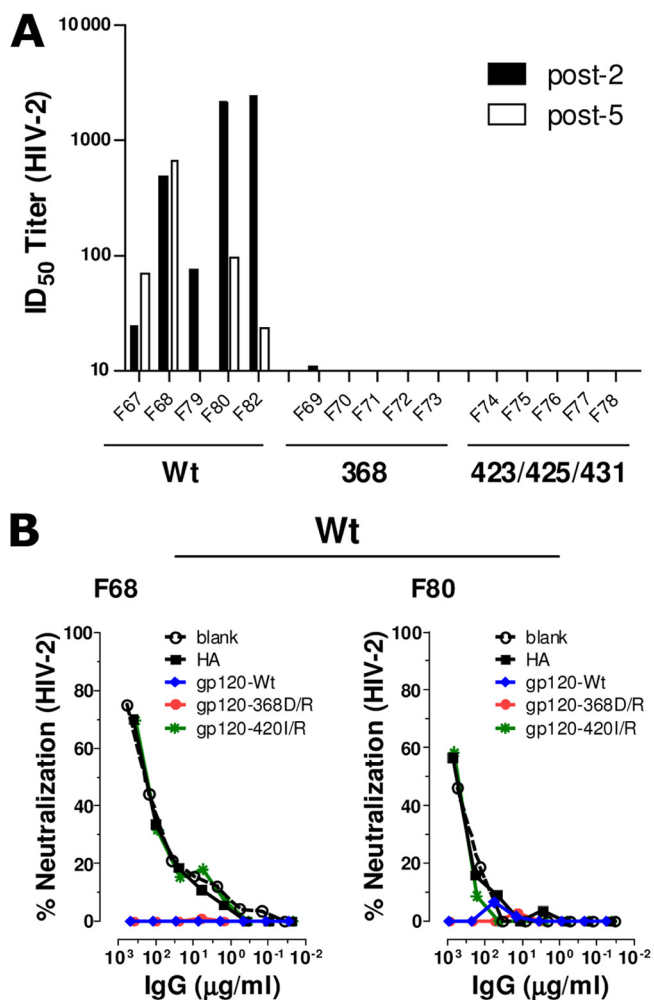 A
ID50 Titer (HIV-2)
10000
1000
100
10
post-2
post-5
F67 F68 F79 F80 F82 F69 F70 F71 F72 F73 F74 F75 F76 F77 F78
Wt 368 423/425/431
B
Wt
F68
% Neutralization (HIV-2)
100
80
60
40
20
0
blank
HA
gp120-Wt
gp120-368D/R
gp120-420I/R
10³ 10² 10¹ 10⁰ 10⁻¹ 10⁻²
IgG (µg/ml)
F80
% Neutralization (HIV-2)
100
80
60
40
20
0
blank
HA
gp120-Wt
gp120-368D/R
gp120-420I/R
10³ 10² 10¹ 10⁰ 10⁻¹ 10⁻²
IgG (µg/ml)